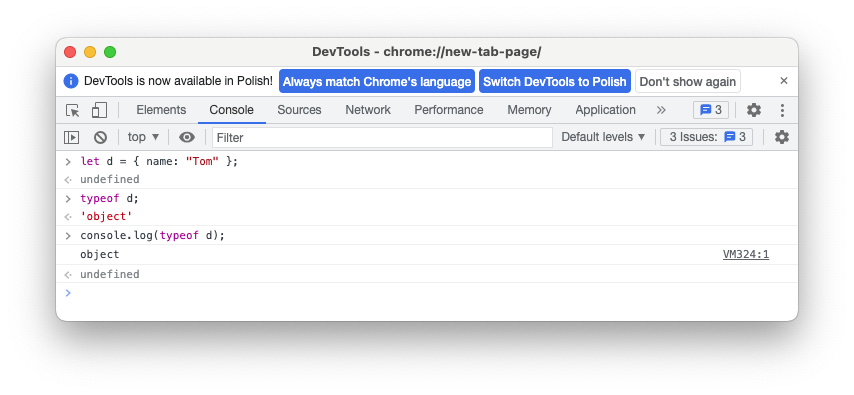 DevTools - chrome://new-tab-page/
DevTools is now available in Polish! Always match Chrome's language Switch DevTools to Polish Don't show again ×
Elements Console Sources Network Performance Memory Application » 3
top ▼ Filter Default levels ▼ 3 Issues: 3
> let d = { name: "Tom" };
undefined
> typeof d;
'object'
> console.log(typeof d);
object VM324:1
undefined
>